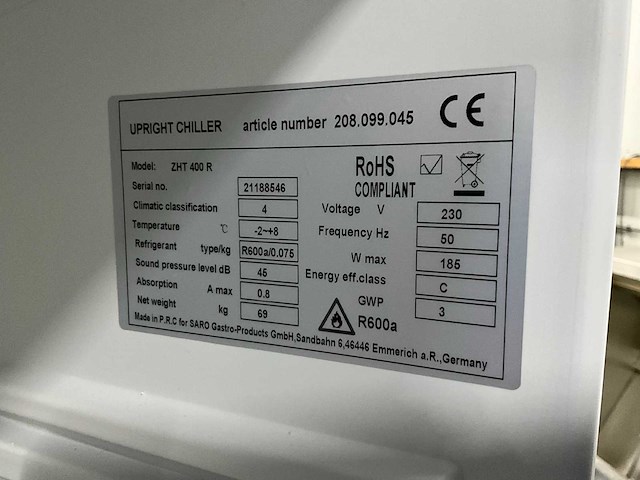 UPRIGHT CHILLER article number 208.099.045 CE
Model: ZHT 400 R
RoHS
COMPLIANT
Serial no. 21188546
Climatic classification 4
Temperature ℃ -2~+8
Refrigerant type/kg R600a/0.075
Sound pressure level dB 45
Absorption A max 0.8
Net weight kg 69
Voltage V 230
Frequency Hz 50
W max 185
Energy eff.class C
GWP 3
R600a
Made in P.R.C for SARO Gastro-Products GmbH,Sandbahn 6,46446 Emmerich a.R.,Germany